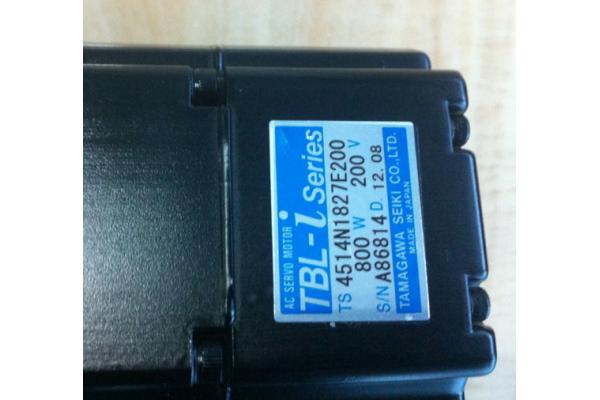 AC SERVO MOTOR
TBL-i Series
TS 4514N1827E200
800 W 200 V
S/N A86814 D. 12.08
TAMAGAWA SEIKI CO.,LTD.
MADE IN JAPAN